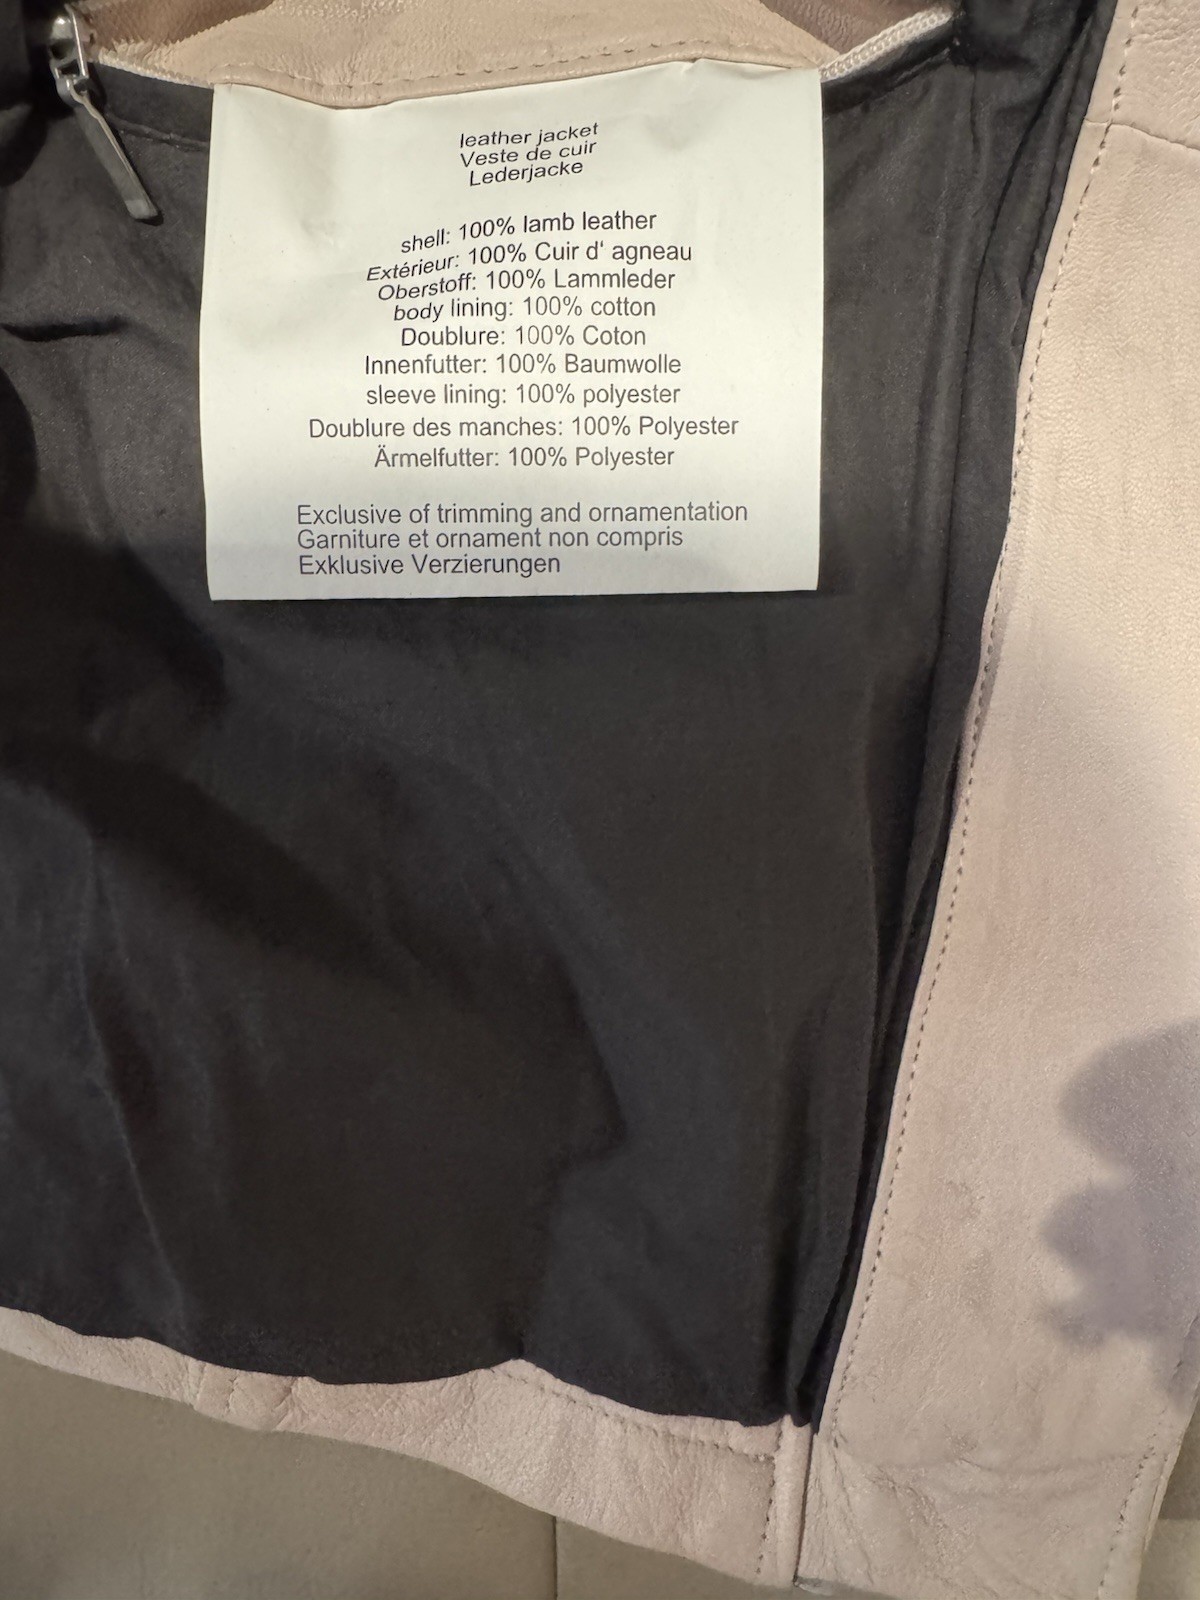 leather jacket
Veste de cuir
Lederjacke
shell: 100% lamb leather
Extérieur: 100% Cuir d' agneau
Oberstoff: 100% Lammleder
body lining: 100% cotton
Doublure: 100% Coton
Innenfutter: 100% Baumwolle
sleeve lining: 100% polyester
Doublure des manches: 100% Polyester
Ärmelfutter: 100% Polyester
Exclusive of trimming and ornamentation
Garniture et ornament non compris
Exklusive Verzierungen